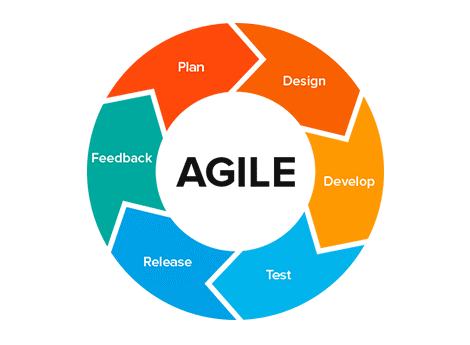 Plan
Design
Develop
Test
Release
Feedback
AGILE